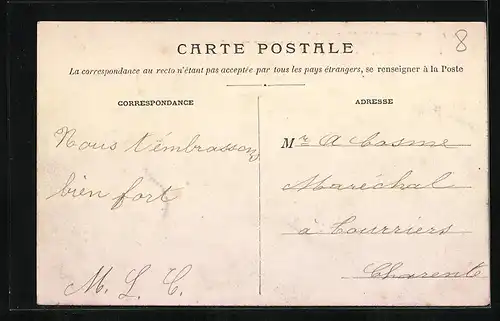 8
CARTE POSTALE
La correspondance au recto n'étant pas acceptée par tous les pays étrangers, se renseigner à la Poste
CORRESPONDANCE
ADRESSE
Nous t'embrassons
bien fort
M. L. C.
Mr A Cosme
Maréchal
à Tourriers
Charente